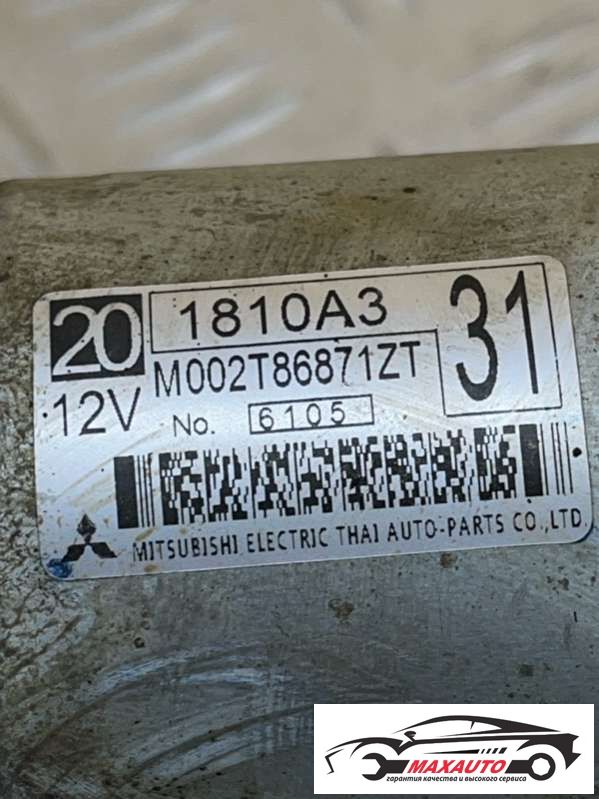 20 1810A3 31
12V M002T86871ZT
No. 6105
MITSUBISHI ELECTRIC THAI AUTO-PARTS CO.,LTD.
MAXAUTO
гарантия качества и высокого сервиса